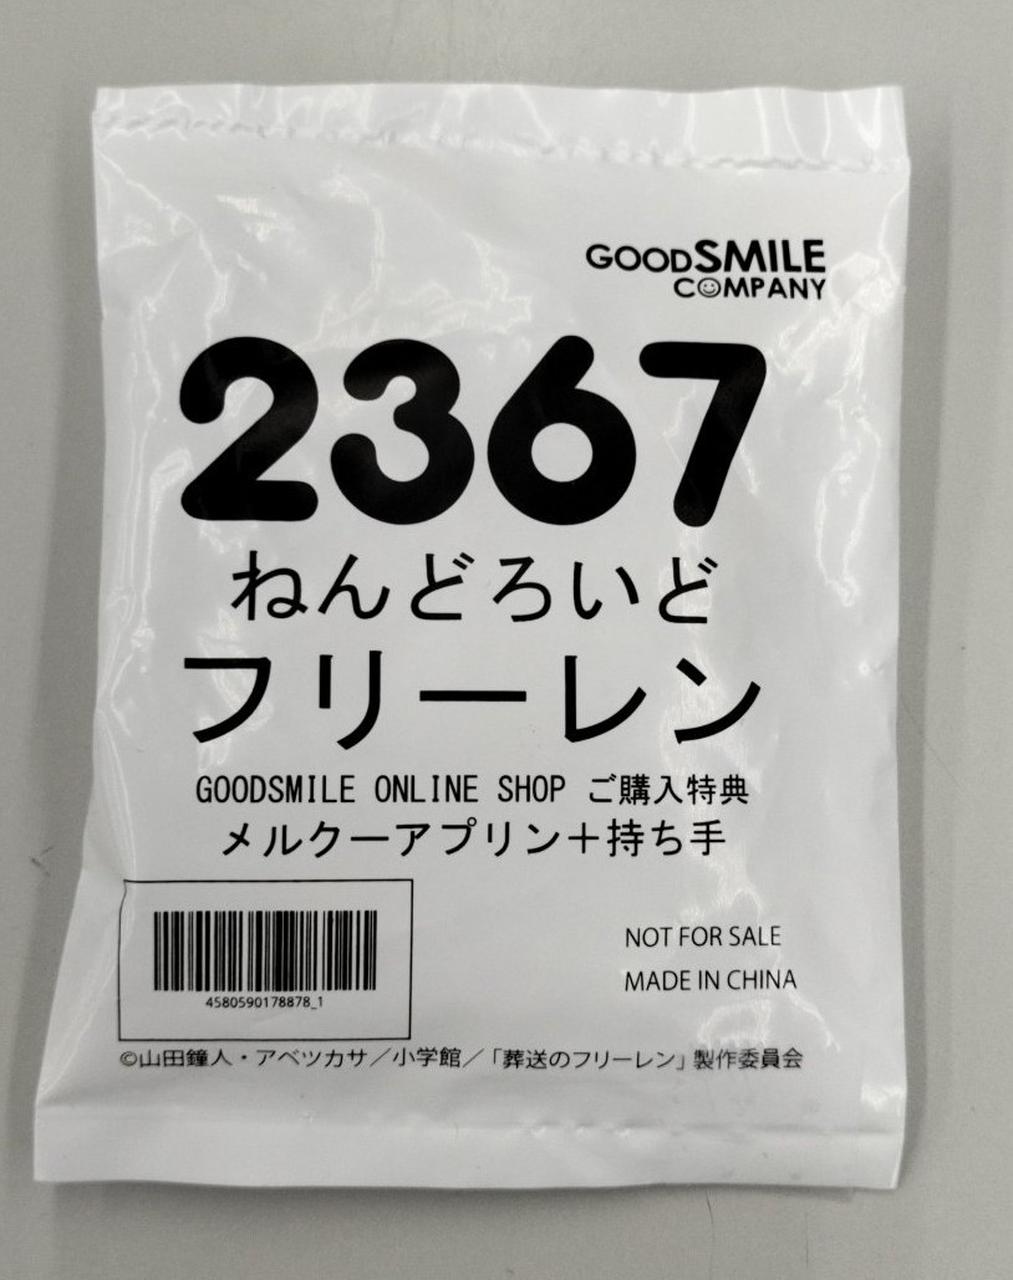 GOODSMILE
COMPANY
2367
ねんどろいど
フリーレン
GOODSMILE ONLINE SHOP ご購入特典
メルクーアプリン＋持ち手
4580590178878_1
NOT FOR SALE
MADE IN CHINA
©山田鐘人・アベツカサ／小学館／「葬送のフリーレン」製作委員会